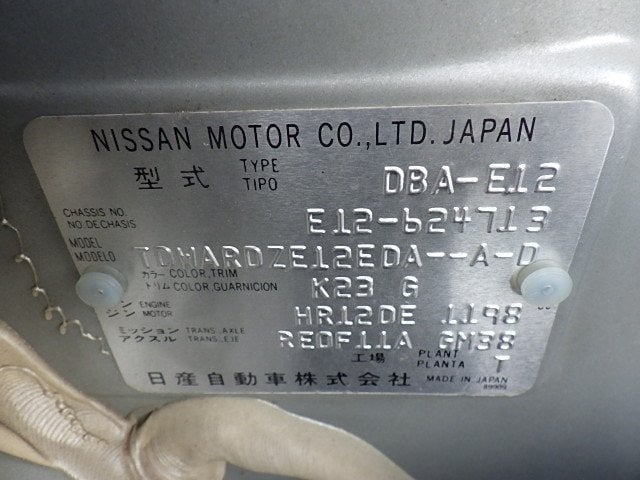 NISSAN MOTOR CO.,LTD. JAPAN
型式 TYPE TIPO DBA-E12
CHASSIS NO. NO.DECHASIS E12-624713
MODEL MODELO TDWARDZE12EDA--A-D
カラー COLOR,TRIM
トリム COLOR,GUARNICION K23 G
ン ENGINE
ジン MOTOR HR12DE 1198 cc
ミッション TRANS.,AXLE
アクスル TRANS.,EJE RE0F11A GM38
工場 PLANT PLANTA T
日産自動車株式会社 MADE IN JAPAN